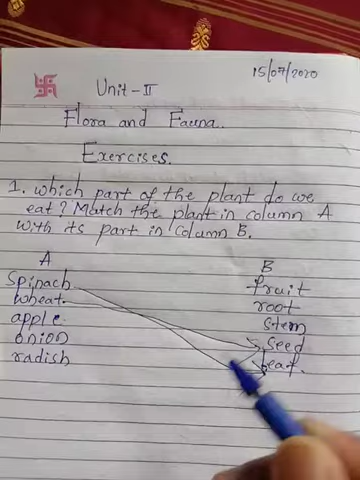 15/07/2020
Unit-II
Flora and Fauna.
Exercises.
1. which part of the plant do we
eat? Match the plant in column A
with its part in Column B.
A B
Spinach fruit
wheat. root
apple. stem
onion seed
radish leaf.